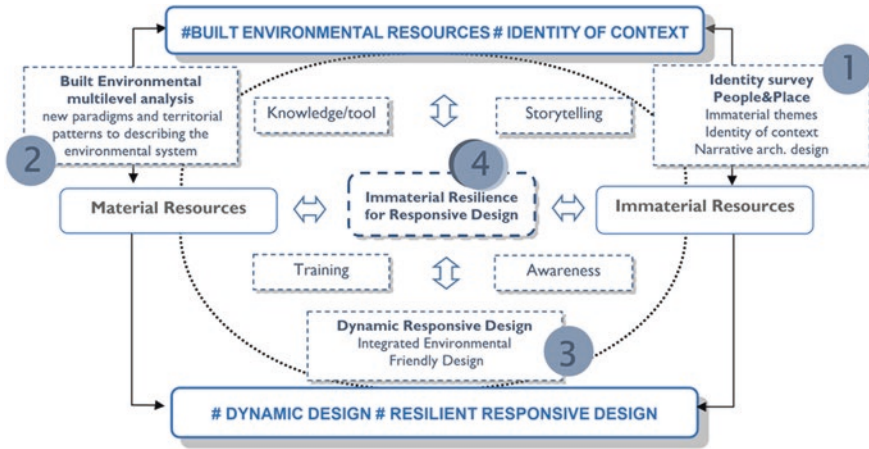 #BUILT ENVIRONMENTAL RESOURCES # IDENTITY OF CONTEXT
1
Built Environmental
multilevel analysis
new paradigms and territorial
patterns to describing the
environmental system
2
Knowledge/tool
Storytelling
Identity survey
People&Place
Immaterial themes
Identity of context
Narrative arch. design
4
Material Resources
Immaterial Resilience
for Responsive Design
Immaterial Resources
Training
Awareness
Dynamic Responsive Design
Integrated Environmental
Friendly Design
3
# DYNAMIC DESIGN # RESILIENT RESPONSIVE DESIGN